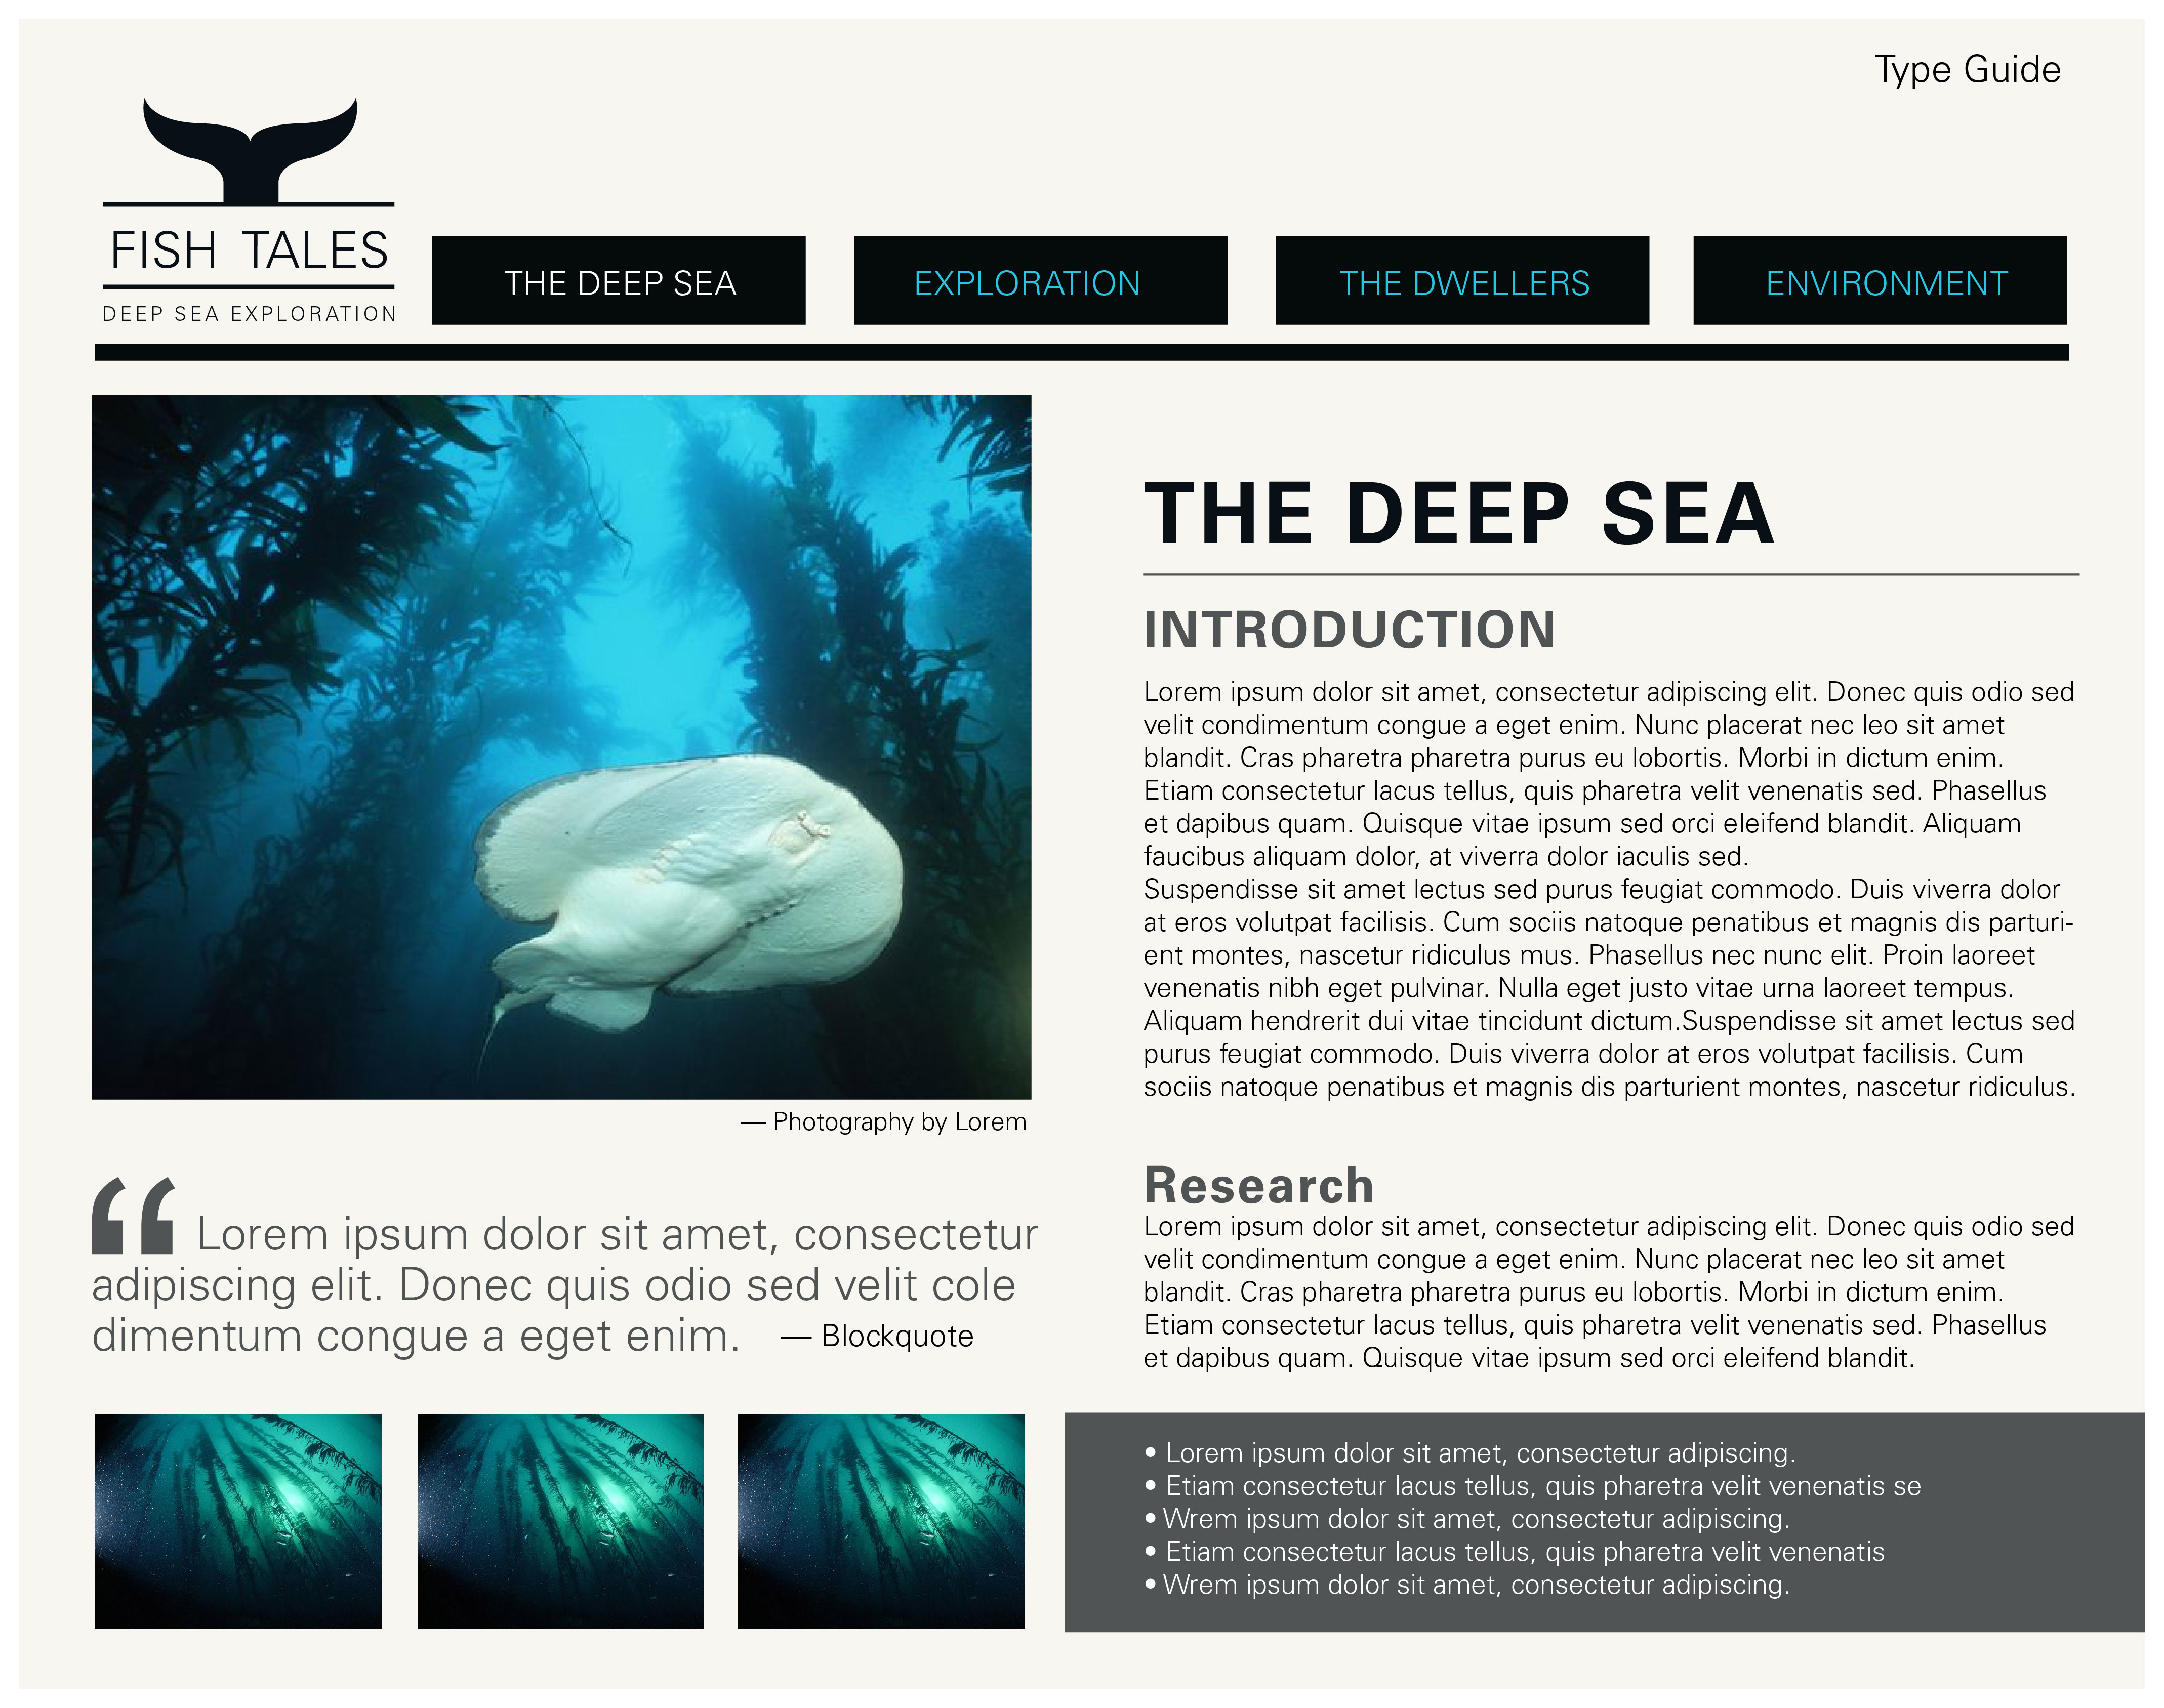 Type Guide
FISH TALES
DEEP SEA EXPLORATION
THE DEEP SEA
EXPLORATION
THE DWELLERS
ENVIRONMENT
— Photography by Lorem
“ Lorem ipsum dolor sit amet, consectetur
adipiscing elit. Donec quis odio sed velit cole
dimentum congue a eget enim. — Blockquote
THE DEEP SEA
INTRODUCTION
Lorem ipsum dolor sit amet, consectetur adipiscing elit. Donec quis odio sed
velit condimentum congue a eget enim. Nunc placerat nec leo sit amet
blandit. Cras pharetra pharetra purus eu lobortis. Morbi in dictum enim.
Etiam consectetur lacus tellus, quis pharetra velit venenatis sed. Phasellus
et dapibus quam. Quisque vitae ipsum sed orci eleifend blandit. Aliquam
faucibus aliquam dolor, at viverra dolor iaculis sed.
Suspendisse sit amet lectus sed purus feugiat commodo. Duis viverra dolor
at eros volutpat facilisis. Cum sociis natoque penatibus et magnis dis parturi-
ent montes, nascetur ridiculus mus. Phasellus nec nunc elit. Proin laoreet
venenatis nibh eget pulvinar. Nulla eget justo vitae urna laoreet tempus.
Aliquam hendrerit dui vitae tincidunt dictum.Suspendisse sit amet lectus sed
purus feugiat commodo. Duis viverra dolor at eros volutpat facilisis. Cum
sociis natoque penatibus et magnis dis parturient montes, nascetur ridiculus.
Research
Lorem ipsum dolor sit amet, consectetur adipiscing elit. Donec quis odio sed
velit condimentum congue a eget enim. Nunc placerat nec leo sit amet
blandit. Cras pharetra pharetra purus eu lobortis. Morbi in dictum enim.
Etiam consectetur lacus tellus, quis pharetra velit venenatis sed. Phasellus
et dapibus quam. Quisque vitae ipsum sed orci eleifend blandit.
• Lorem ipsum dolor sit amet, consectetur adipiscing.
• Etiam consectetur lacus tellus, quis pharetra velit venenatis se
• Wrem ipsum dolor sit amet, consectetur adipiscing.
• Etiam consectetur lacus tellus, quis pharetra velit venenatis
• Wrem ipsum dolor sit amet, consectetur adipiscing.